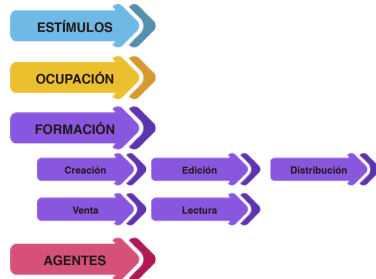 ESTÍMULOS
OCUPACIÓN
FORMACIÓN
Creación Edición Distribución
Venta Lectura
AGENTES